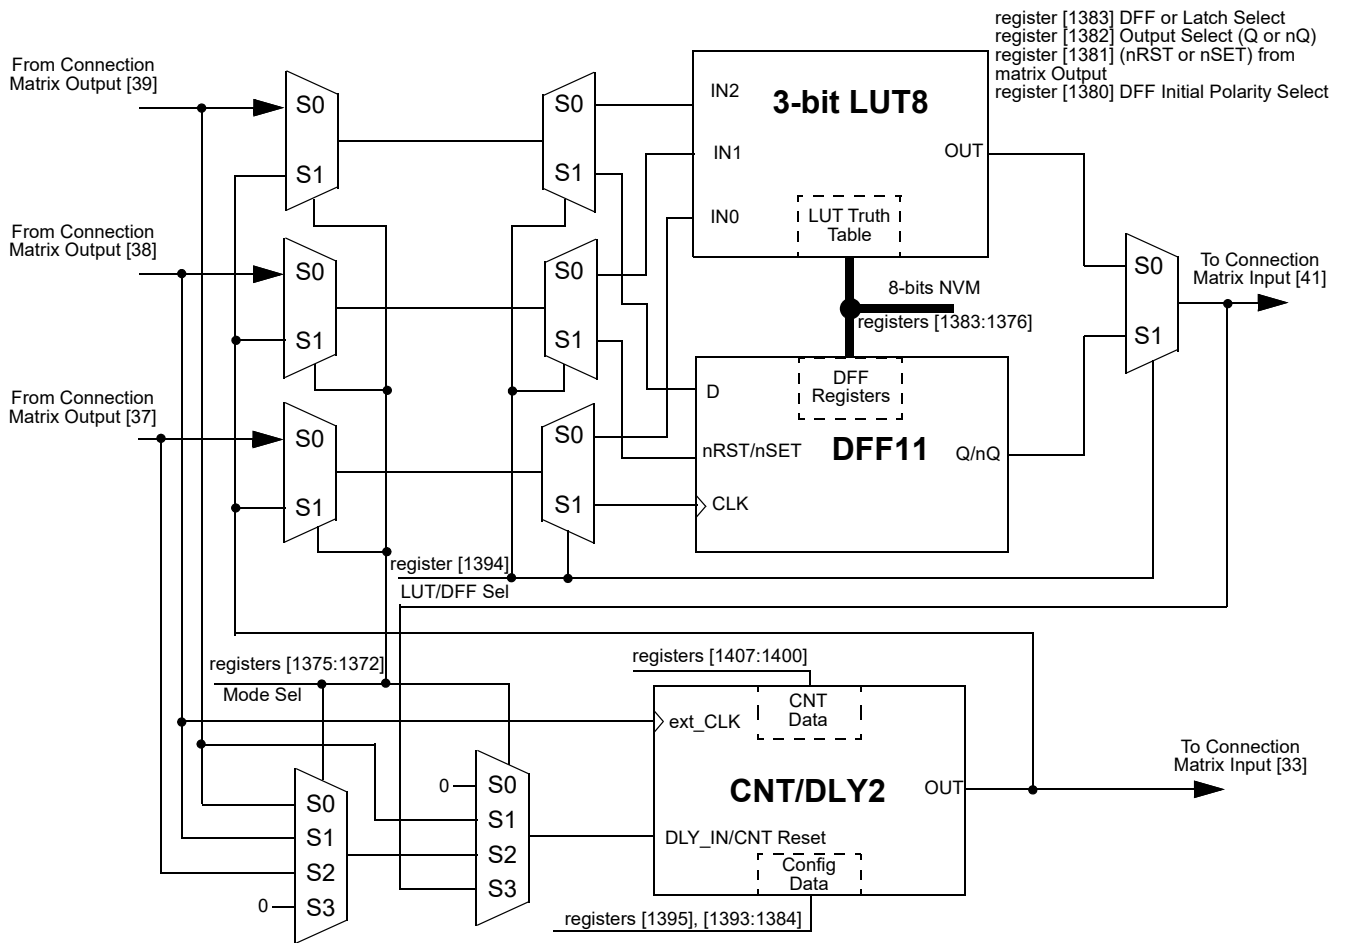 register [1383] DFF or Latch Select
register [1382] Output Select (Q or nQ)
register [1381] (nRST or nSET) from
matrix Output
register [1380] DFF Initial Polarity Select
From Connection
Matrix Output [39]
S0
S1
S0
S1
IN2
3-bit LUT8
IN1
OUT
IN0
LUT Truth
Table
From Connection
Matrix Output [38]
S0
S1
S0
S1
8-bits NVM
registers [1383:1376]
S0
S1
To Connection
Matrix Input [41]
From Connection
Matrix Output [37]
S0
S1
S0
S1
DFF
Registers
D
DFF11
nRST/nSET
Q/nQ
CLK
register [1394]
LUT/DFF Sel
registers [1375:1372]
Mode Sel
registers [1407:1400]
CNT
Data
ext_CLK
CNT/DLY2
OUT
DLY_IN/CNT Reset
Config
Data
To Connection
Matrix Input [33]
0
S0
S1
S2
S3
S0
S1
S2
0
S3
registers [1395], [1393:1384]